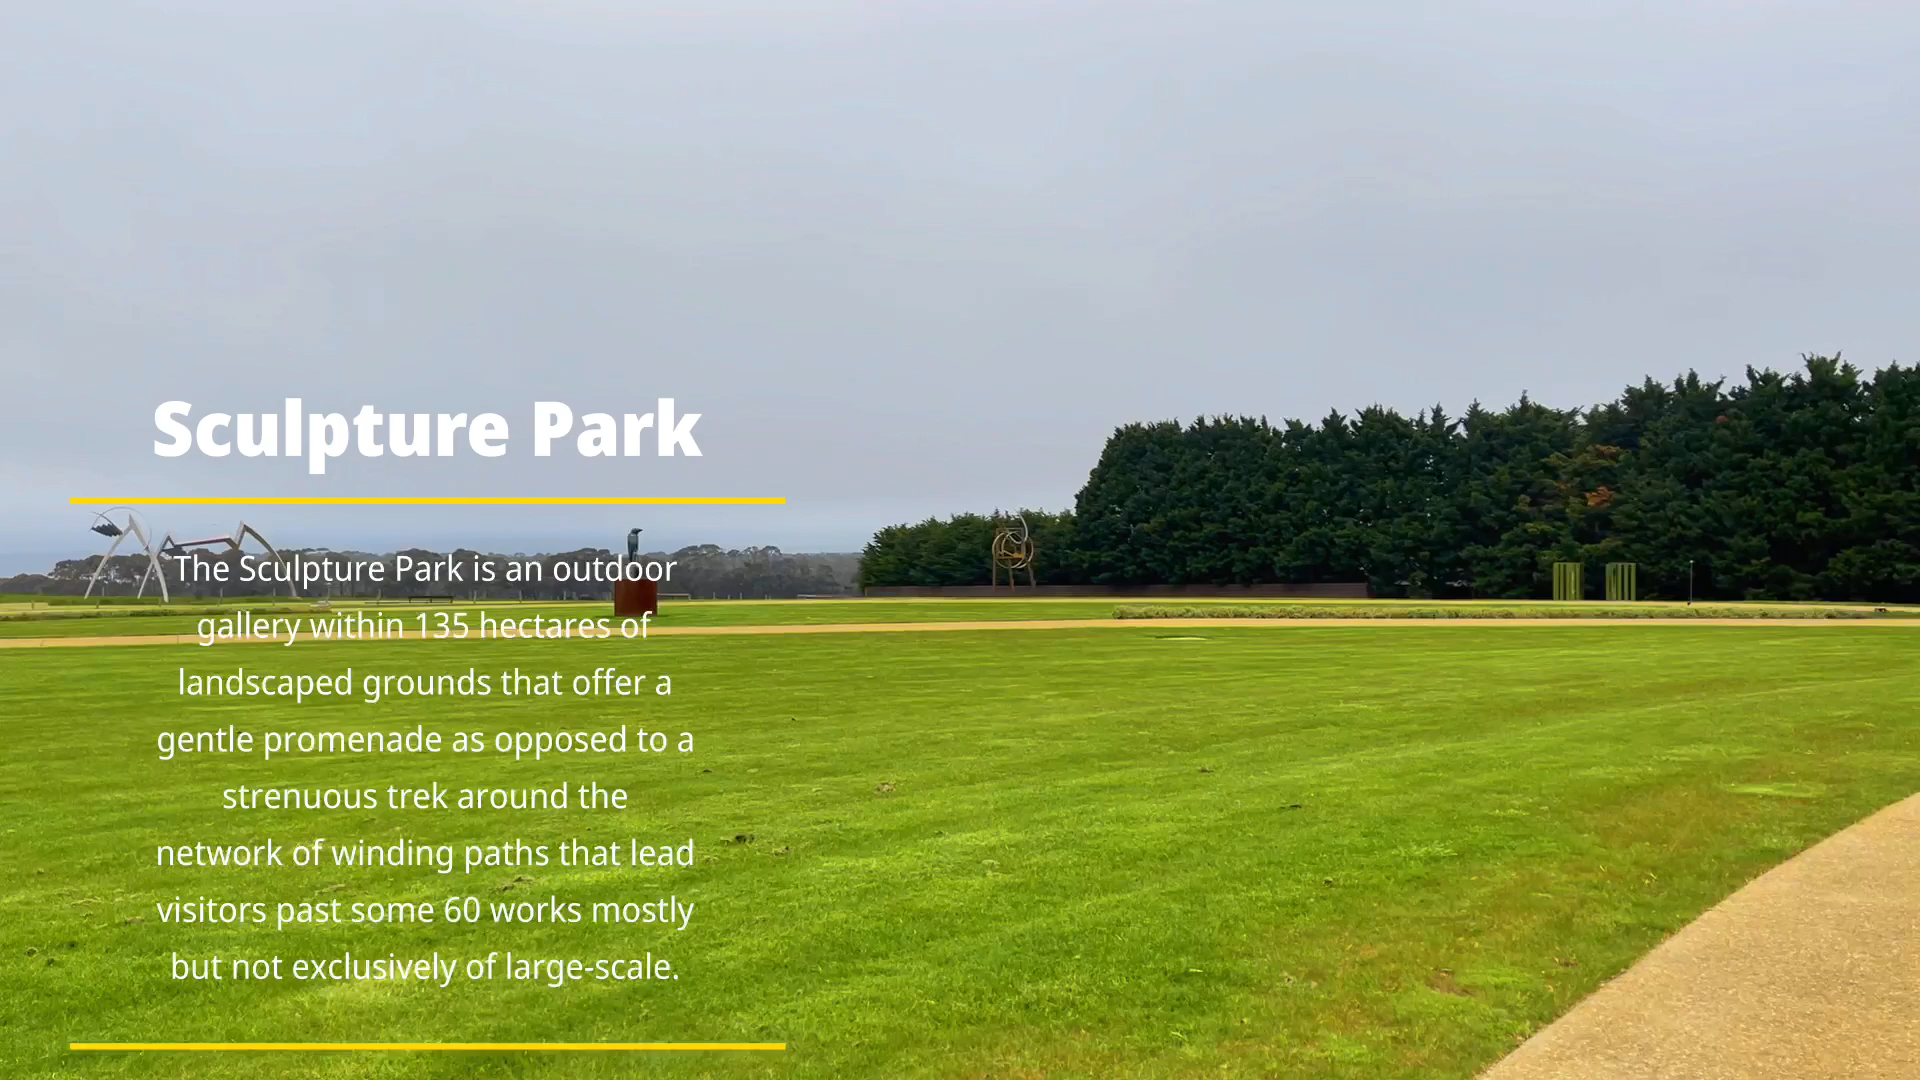 Sculpture Park
The Sculpture Park is an outdoor
gallery within 135 hectares of
landscaped grounds that offer a
gentle promenade as opposed to a
strenuous trek around the
network of winding paths that lead
visitors past some 60 works mostly
but not exclusively of large-scale.